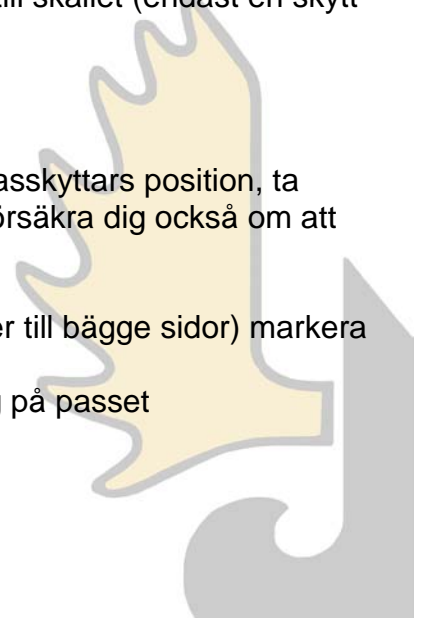 till skallet (endast en skytt
asskyttars position, ta
örsäkra dig också om att
er till bägge sidor) markera
g på passet